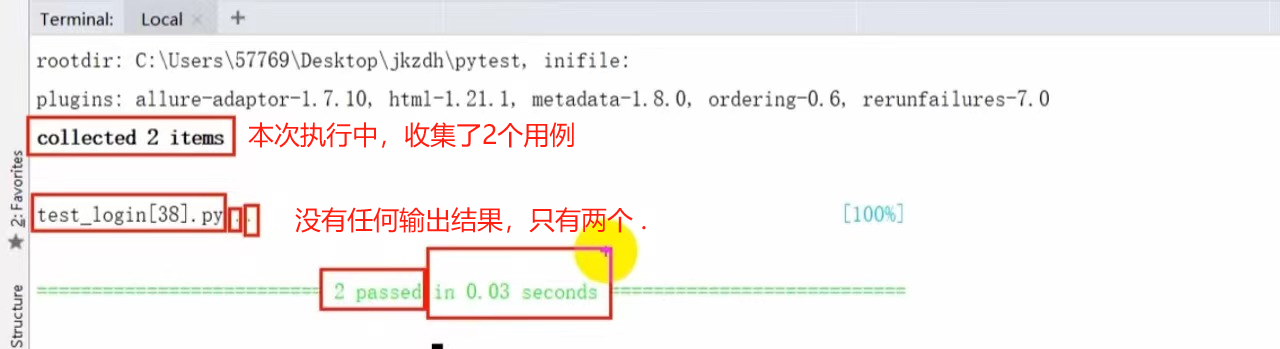 Terminal: Local × +
rootdir: C:\Users\57769\Desktop\jkzdh\pytest, inifile:
plugins: allure-adaptor-1.7.10, html-1.21.1, metadata-1.8.0, ordering-0.6, rerunfailures-7.0
collected 2 items 本次执行中，收集了2个用例
test_login[38].py .. 没有任何输出结果，只有两个 . [100%]
=========================== 2 passed in 0.03 seconds ============================
2: Favorites
Structure